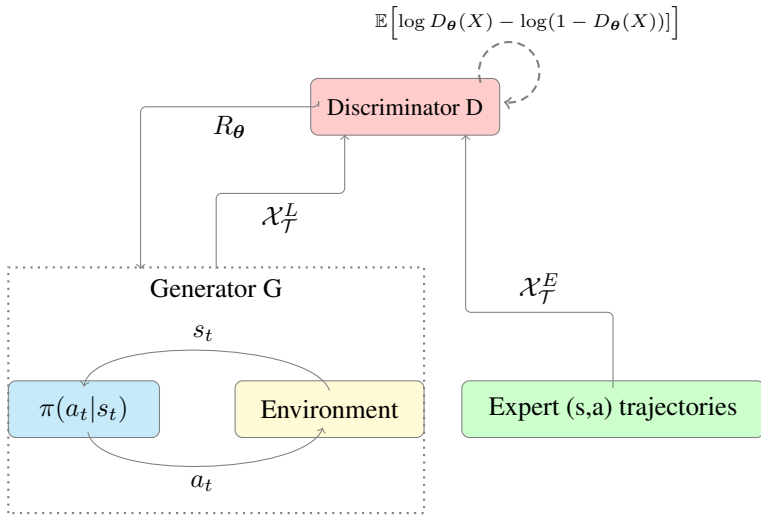 𝔼[log D_𝜽(X) − log(1 − D_𝜽(X))]]
Discriminator D
R_𝜽
𝒳_𝒯^L
𝒳_𝒯^E
Generator G
s_t
π(a_t|s_t)
Environment
Expert (s,a) trajectories
a_t